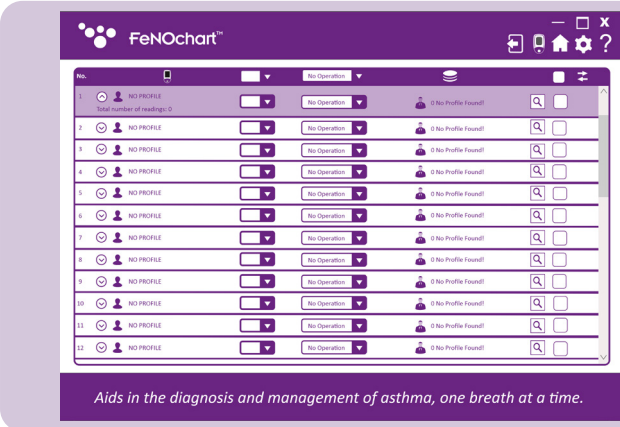 FeNOchart™
?
No. No Operation
1 NO PROFILE No Operation 0 No Profile Found!
Total number of readings: 0
2 NO PROFILE No Operation 0 No Profile Found!
3 NO PROFILE No Operation 0 No Profile Found!
4 NO PROFILE No Operation 0 No Profile Found!
5 NO PROFILE No Operation 0 No Profile Found!
6 NO PROFILE No Operation 0 No Profile Found!
7 NO PROFILE No Operation 0 No Profile Found!
8 NO PROFILE No Operation 0 No Profile Found!
9 NO PROFILE No Operation 0 No Profile Found!
10 NO PROFILE No Operation 0 No Profile Found!
11 NO PROFILE No Operation 0 No Profile Found!
12 NO PROFILE No Operation 0 No Profile Found!
Aids in the diagnosis and management of asthma, one breath at a time.